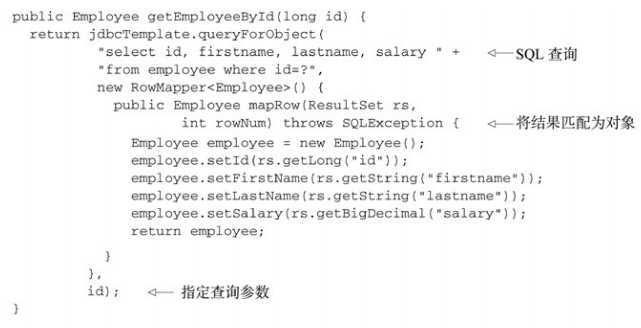 public Employee getEmployeeById(long id) {
  return jdbcTemplate.queryForObject(
          "select id, firstname, lastname, salary " +      ← SQL 查询
          "from employee where id=?",
          new RowMapper<Employee>() {
            public Employee mapRow(ResultSet rs,
                    int rowNum) throws SQLException {      ← 将结果匹配为对象
              Employee employee = new Employee();
              employee.setId(rs.getLong("id"));
              employee.setFirstName(rs.getString("firstname"));
              employee.setLastName(rs.getString("lastname"));
              employee.setSalary(rs.getBigDecimal("salary"));
              return employee;
            }
          },
          id);      ← 指定查询参数
}